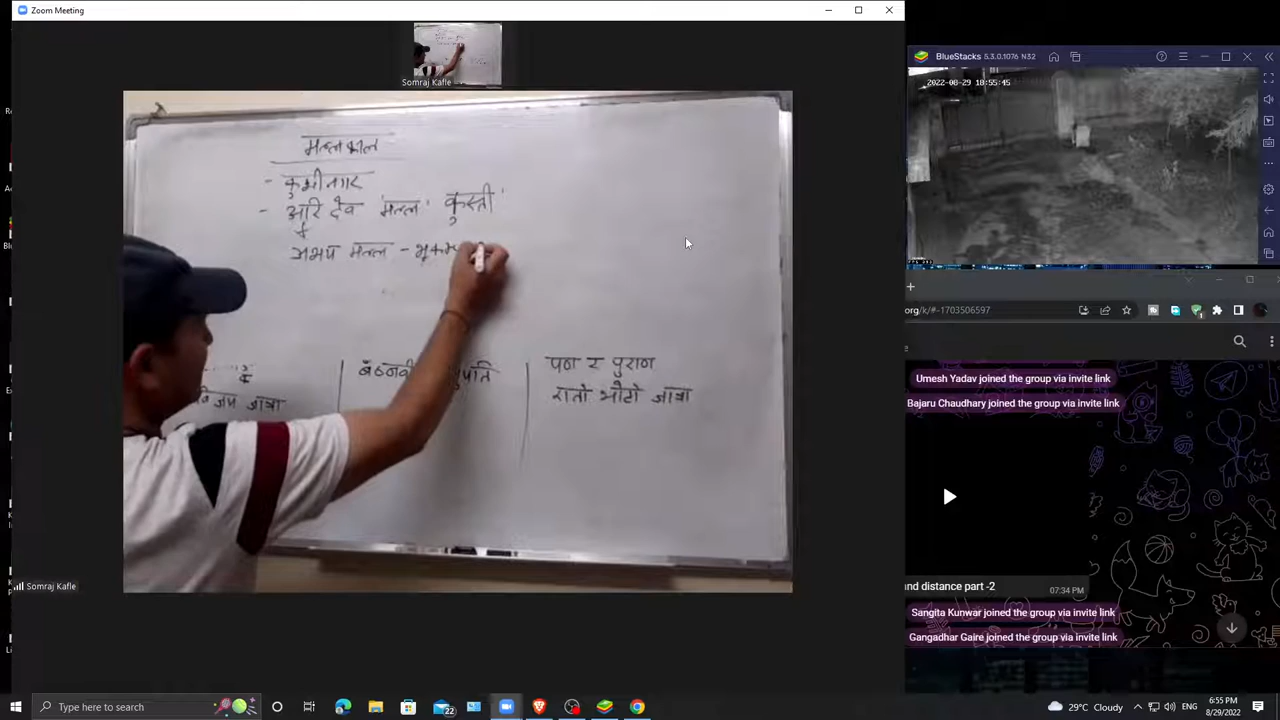 Zoom Meeting
Somraj Kafle
मल्लकाल
- कुशीनगर
- अरि देव 'मल्ल' कुस्ती
अभय मल्ल - भूकम्प
पशुपति
जात्रा
पण र पुराण
रातो भोटो जात्रा
Somraj Kafle
BlueStacks 5.3.0.1076 N32
2022-08-29 18:55:45
org/k/#-1703506597
Umesh Yadav joined the group via invite link
Bajaru Chaudhary joined the group via invite link
nd distance part -2
07:34 PM
Sangita Kunwar joined the group via invite link
Gangadhar Gaire joined the group via invite link
Type here to search
22
29°C Cloudy
6:55 PM
8/29/2022